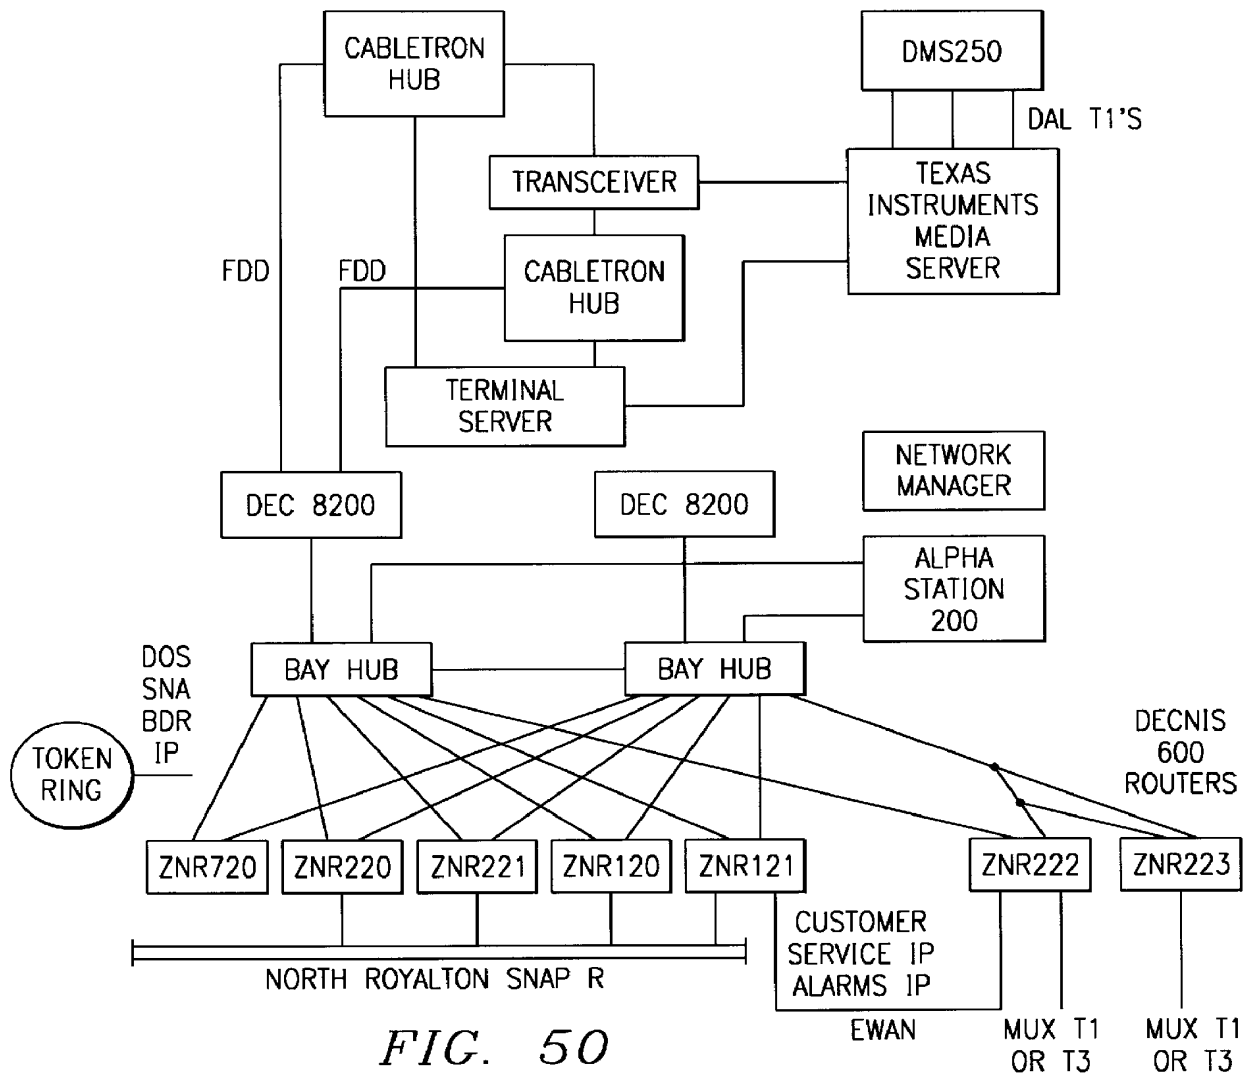 CABLETRON
HUB
DMS250
DAL T1'S
TRANSCEIVER
TEXAS
INSTRUMENTS
MEDIA
SERVER
FDD
FDD
CABLETRON
HUB
TERMINAL
SERVER
NETWORK
MANAGER
DEC 8200
DEC 8200
ALPHA
STATION
200
DOS
SNA
BDR
IP
BAY HUB
BAY HUB
TOKEN
RING
DECNIS
600
ROUTERS
ZNR720
ZNR220
ZNR221
ZNR120
ZNR121
ZNR222
ZNR223
CUSTOMER
SERVICE IP
ALARMS IP
NORTH ROYALTON SNAP R
EWAN
MUX T1
OR T3
MUX T1
OR T3
FIG. 50